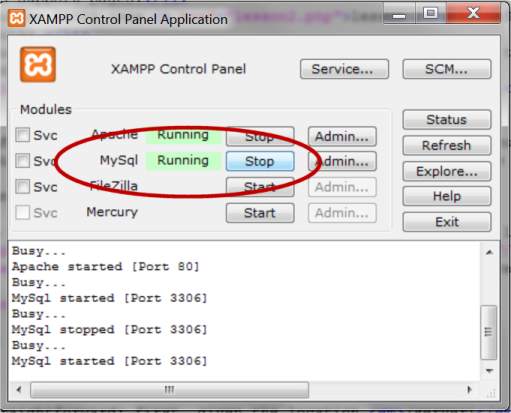 lesson2.php"
XAMPP Control Panel Application
XAMPP Control Panel
Service...
SCM...
Modules
Svc Apache Running Stop Admin...
Svc MySql Running Stop Admin...
Svc FileZilla Start Admin...
Svc Mercury Start Admin...
Status
Refresh
Explore...
Help
Exit
Busy...
Apache started [Port 80]
Busy...
MySql started [Port 3306]
Busy...
MySql stopped [Port 3306]
Busy...
MySql started [Port 3306]